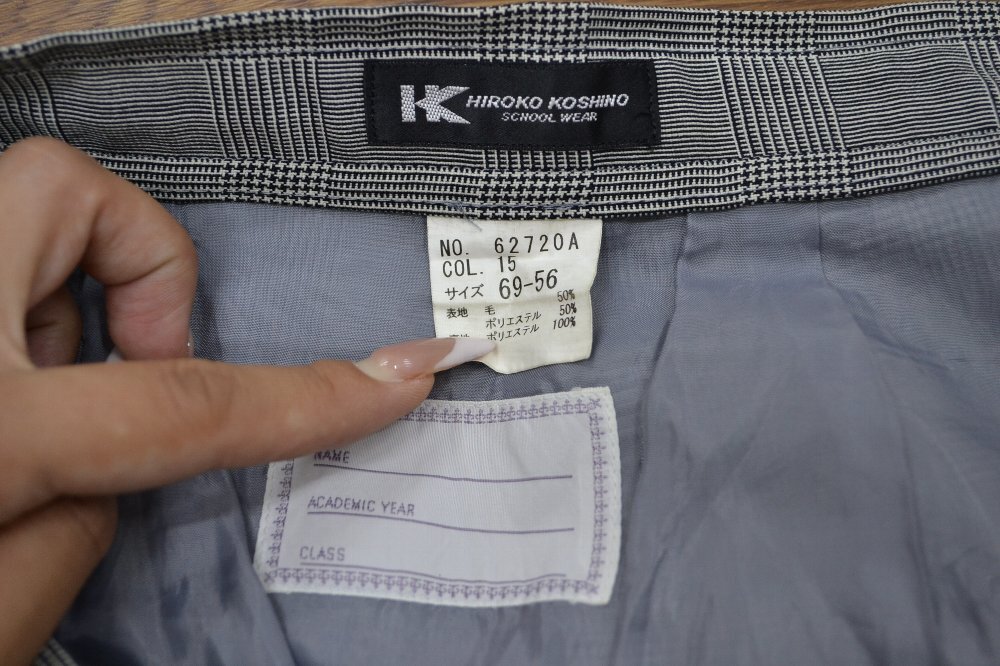 HK HIROKO KOSHINO
SCHOOL WEAR
NO. 62720A
COL. 15
サイズ 69-56
表地 毛 50%
ポリエステル 50%
ポリエステル 100%
NAME
ACADEMIC YEAR
CLASS